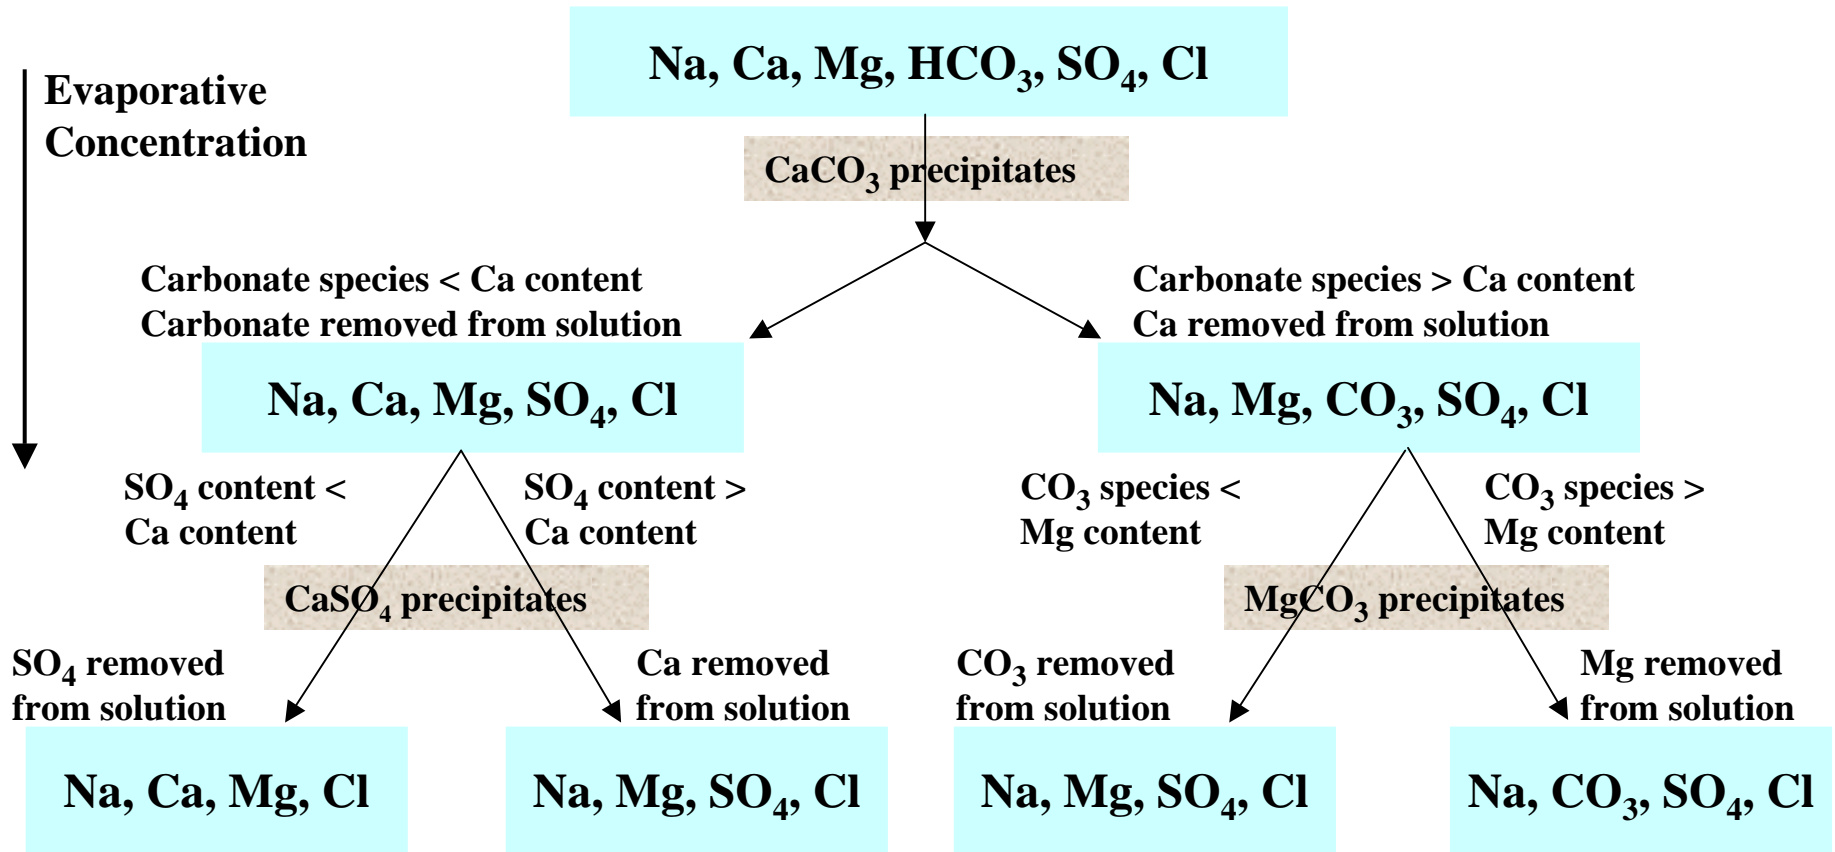 Na, Ca, Mg, HCO₃, SO₄, Cl
Evaporative
Concentration
CaCO₃ precipitates
Carbonate species < Ca content
Carbonate removed from solution
Carbonate species > Ca content
Ca removed from solution
Na, Ca, Mg, SO₄, Cl
Na, Mg, CO₃, SO₄, Cl
SO₄ content <
Ca content
SO₄ content >
Ca content
CO₃ species <
Mg content
CO₃ species >
Mg content
CaSO₄ precipitates
MgCO₃ precipitates
SO₄ removed
from solution
Ca removed
from solution
CO₃ removed
from solution
Mg removed
from solution
Na, Ca, Mg, Cl
Na, Mg, SO₄, Cl
Na, Mg, SO₄, Cl
Na, CO₃, SO₄, Cl